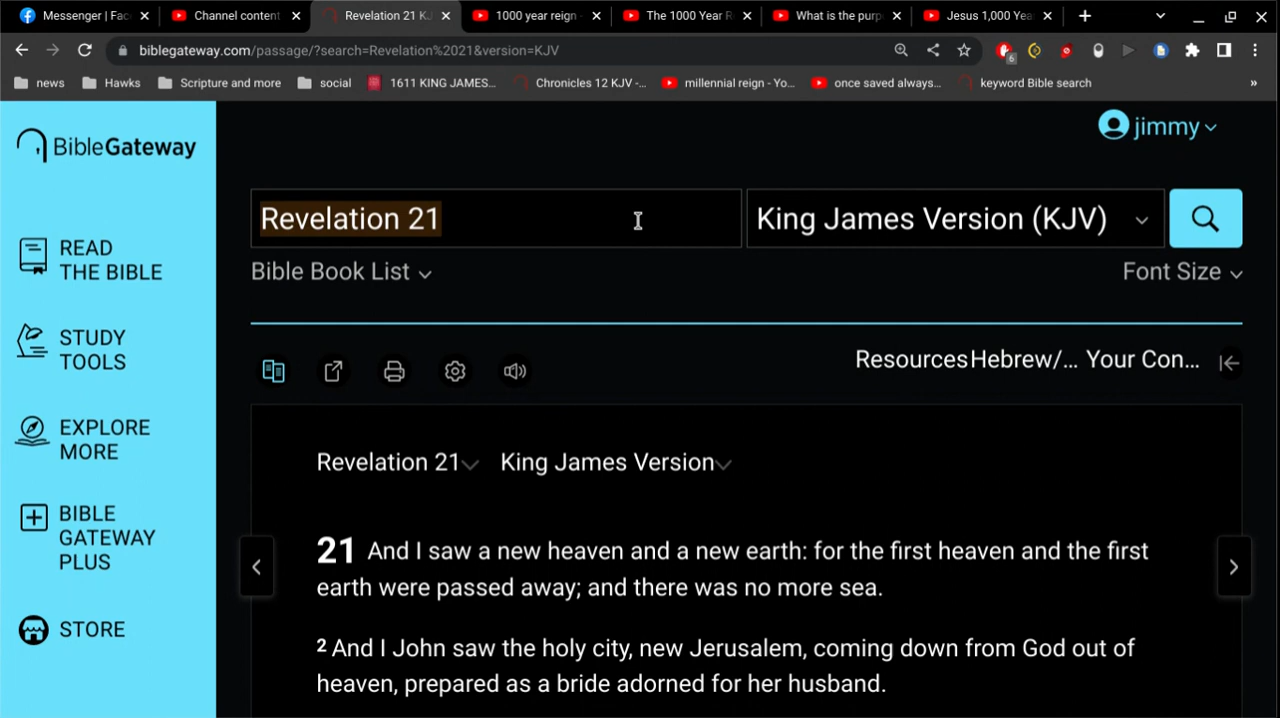 Messenger | Fac
Channel content
Revelation 21 KJ
1000 year reign -
The 1000 Year R
What is the purp
Jesus 1,000 Yea
biblegateway.com/passage/?search=Revelation%2021&version=KJV
6
news
Hawks
Scripture and more
social
1611 KING JAMES...
Chronicles 12 KJV -...
millennial reign - Yo...
once saved always...
keyword Bible search
»
BibleGateway
jimmy
Revelation 21
King James Version (KJV)
Bible Book List
Font Size
READ
THE BIBLE
STUDY
TOOLS
EXPLORE
MORE
BIBLE
GATEWAY
PLUS
STORE
Resources Hebrew/... Your Con...
Revelation 21 King James Version
21 And I saw a new heaven and a new earth: for the first heaven and the first
earth were passed away; and there was no more sea.
2 And I John saw the holy city, new Jerusalem, coming down from God out of
heaven, prepared as a bride adorned for her husband.